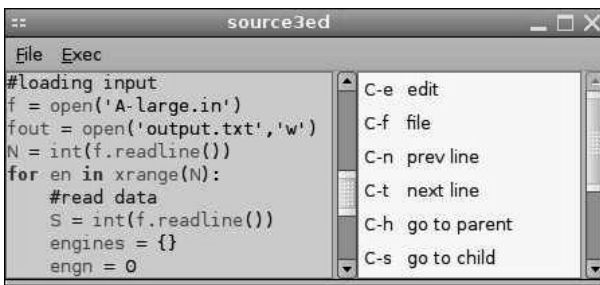 source3ed
File Exec
#loading input
f = open('A-large.in')
fout = open('output.txt','w')
N = int(f.readline())
for en in xrange(N):
    #read data
    S = int(f.readline())
    engines = {}
    engn = 0
C-e edit
C-f file
C-n prev line
C-t next line
C-h go to parent
C-s go to child